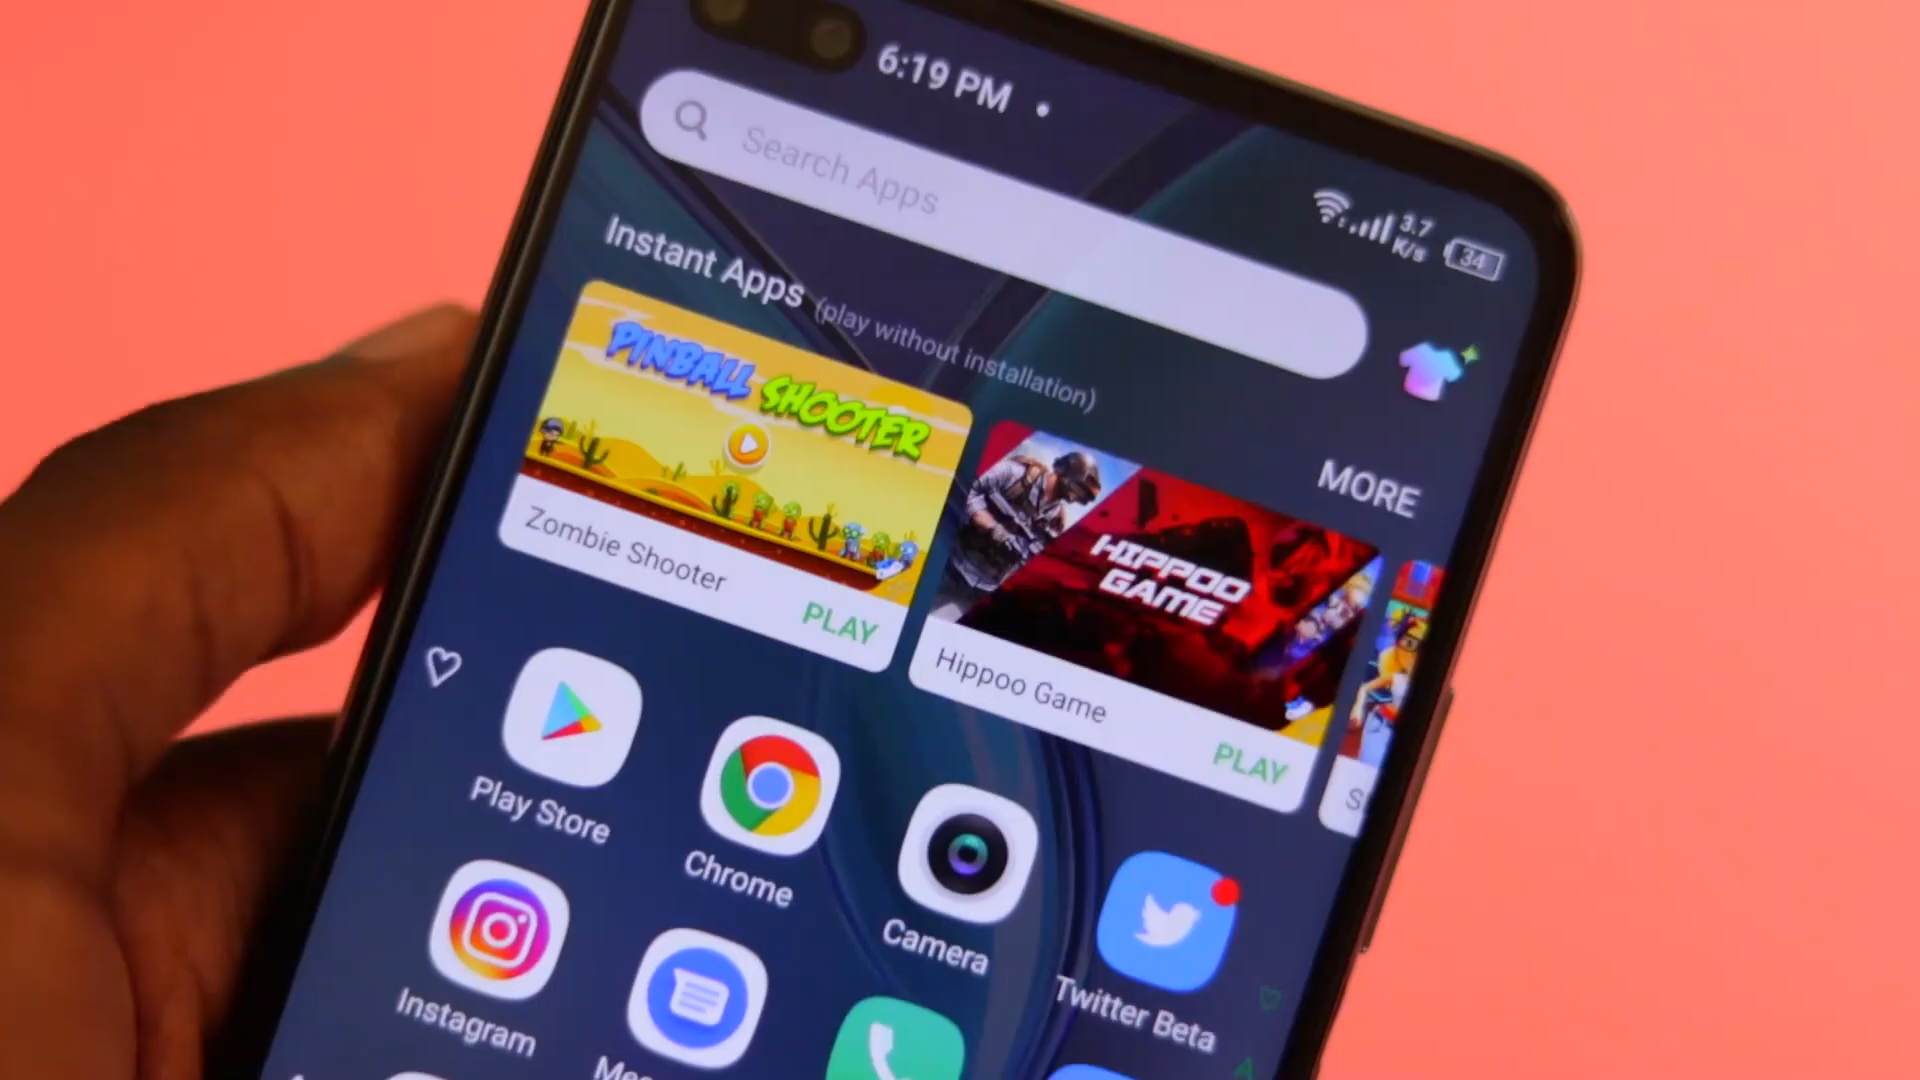 6:19 PM
3.7
K/s
34
Search Apps
Instant Apps (play without installation)
MORE
PINBALL SHOOTER
Zombie Shooter
PLAY
HIPPOO
GAME
Hippoo Game
PLAY
Play Store
Chrome
Camera
Twitter Beta
Instagram